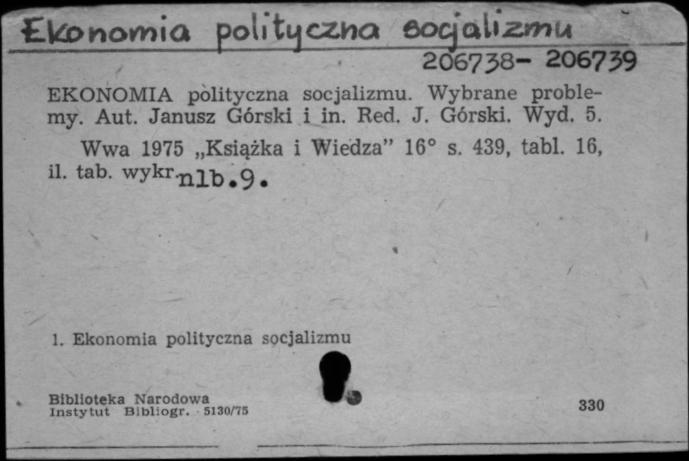 Ekonomia polityczna socjalizmu
206738- 206739
EKONOMIA polityczna socjalizmu. Wybrane proble-
my. Aut. Janusz Górski i in. Red. J. Górski. Wyd. 5.
Wwa 1975 „Książka i Wiedza” 16° s. 439, tabl. 16,
il. tab. wykr.nlb.9.
1. Ekonomia polityczna socjalizmu
Biblioteka Narodowa
Instytut Bibliogr. 5130/75
330